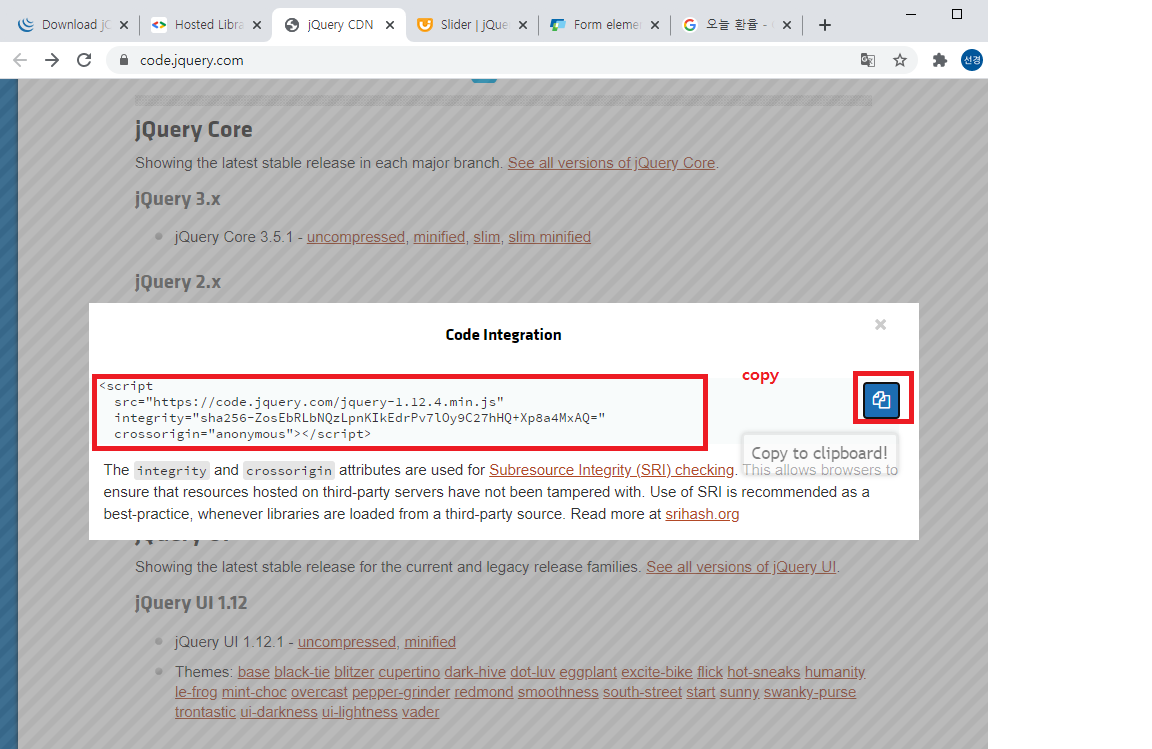 Download jQ
Hosted Libra
jQuery CDN
Slider | jQue
Form elemen
오늘 환율 -
code.jquery.com
선경
jQuery Core
Showing the latest stable release in each major branch. See all versions of jQuery Core.
jQuery 3.x
jQuery Core 3.5.1 - uncompressed, minified, slim, slim minified
jQuery 2.x
Code Integration
copy
<script
src="https://code.jquery.com/jquery-1.12.4.min.js"
integrity="sha256-ZosEbRLbNQzLpnKIkEdrPv7lOy9C27hHQ+Xp8a4MxAQ="
crossorigin="anonymous"></script>
Copy to clipboard!
The integrity and crossorigin attributes are used for Subresource Integrity (SRI) checking. This allows browsers to
ensure that resources hosted on third-party servers have not been tampered with. Use of SRI is recommended as a
best-practice, whenever libraries are loaded from a third-party source. Read more at srihash.org
jQuery UI
Showing the latest stable release for the current and legacy release families. See all versions of jQuery UI.
jQuery UI 1.12
jQuery UI 1.12.1 - uncompressed, minified
Themes: base black-tie blitzer cupertino dark-hive dot-luv eggplant excite-bike flick hot-sneaks humanity
le-frog mint-choc overcast pepper-grinder redmond smoothness south-street start sunny swanky-purse
trontastic ui-darkness ui-lightness vader